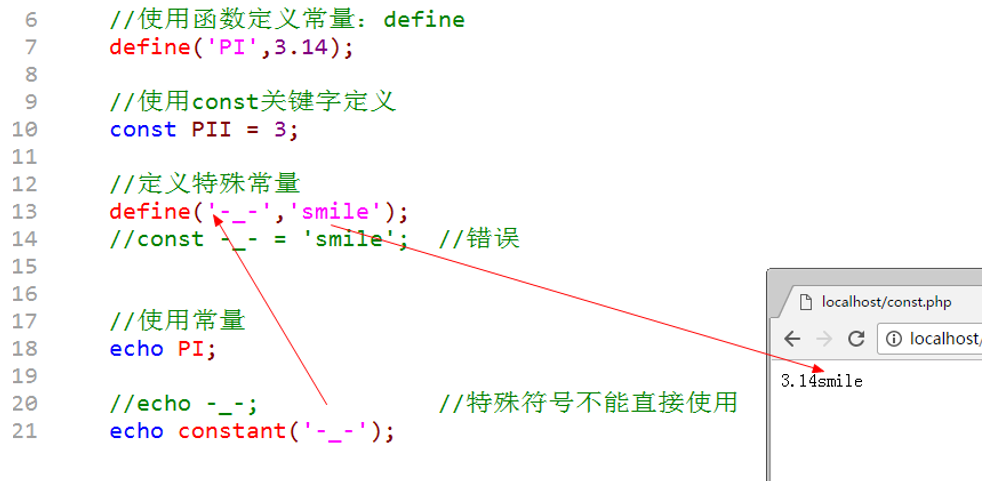 6 //使用函数定义常量：define
7 define('PI',3.14);
8
9 //使用const关键字定义
10 const PII = 3;
11
12 //定义特殊常量
13 define('-_-','smile');
14 //const -_- = 'smile'; //错误
15
16
17 //使用常量
18 echo PI;
19
20 //echo -_-; //特殊符号不能直接使用
21 echo constant('-_-');
localhost/const.php
localhost/
3.14smile